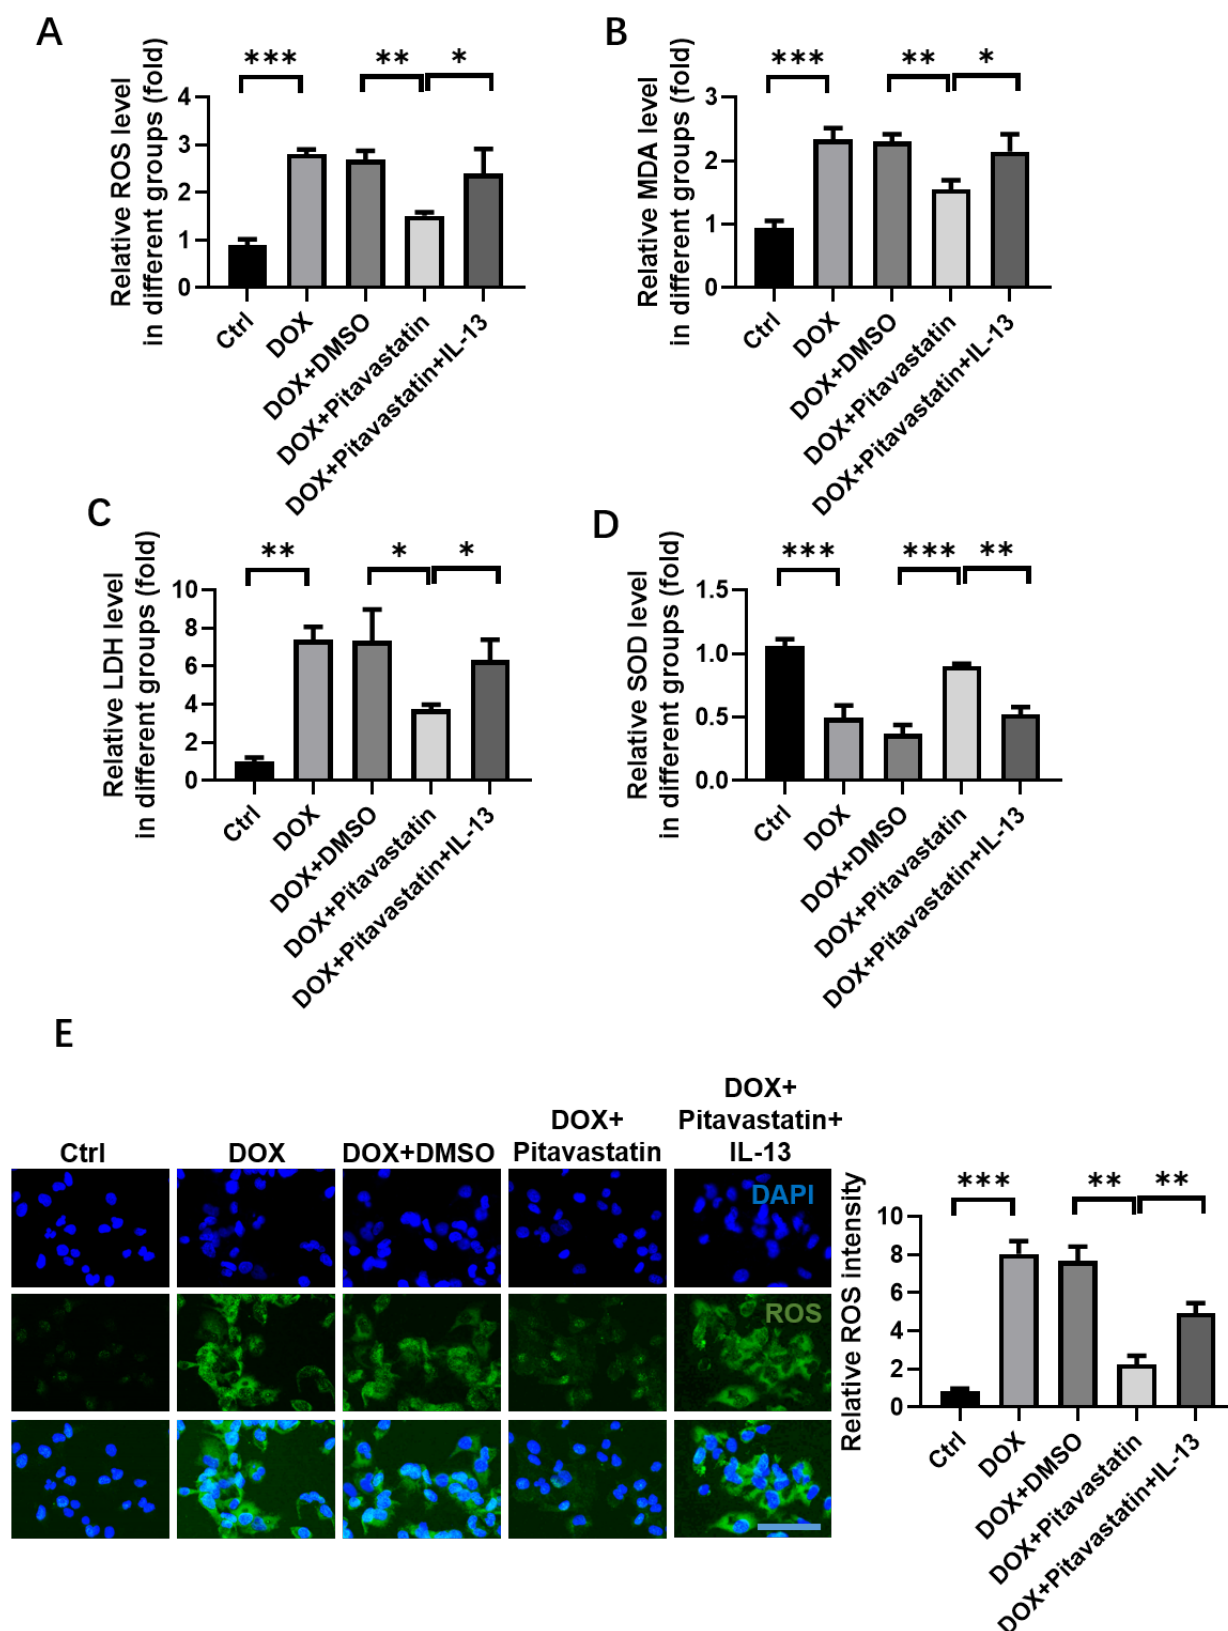 A
*** ** *
Relative ROS level
in different groups (fold)
4
3
2
1
0
Ctrl
DOX
DOX+DMSO
DOX+Pitavastatin
DOX+Pitavastatin+IL-13
B
*** ** *
Relative MDA level
in different groups (fold)
3
2
1
0
Ctrl
DOX
DOX+DMSO
DOX+Pitavastatin
DOX+Pitavastatin+IL-13
C
** * *
Relative LDH level
in different groups (fold)
10
8
6
4
2
0
Ctrl
DOX
DOX+DMSO
DOX+Pitavastatin
DOX+Pitavastatin+IL-13
D
*** *** **
Relative SOD level
in different groups (fold)
1.5
1.0
0.5
0.0
Ctrl
DOX
DOX+DMSO
DOX+Pitavastatin
DOX+Pitavastatin+IL-13
E
Ctrl
DOX
DOX+DMSO
DOX+
Pitavastatin
DOX+
Pitavastatin+
IL-13
DAPI
ROS
*** ** **
Relative ROS intensity
10
8
6
4
2
0
Ctrl
DOX
DOX+DMSO
DOX+Pitavastatin
DOX+Pitavastatin+IL-13